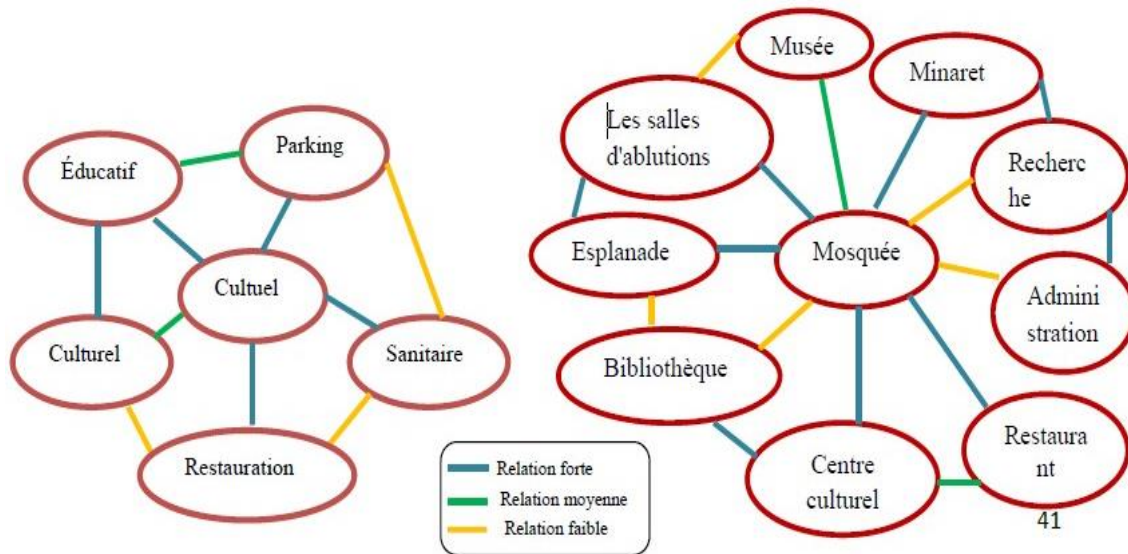 Éducatif
Parking
Cultuel
Culturel
Sanitaire
Restauration
Musée
Minaret
Les salles
d'ablutions
Recherc
he
Esplanade
Mosquée
Admini
stration
Bibliothèque
Centre
culturel
Restaura
nt
Relation forte
Relation moyenne
Relation faible
41